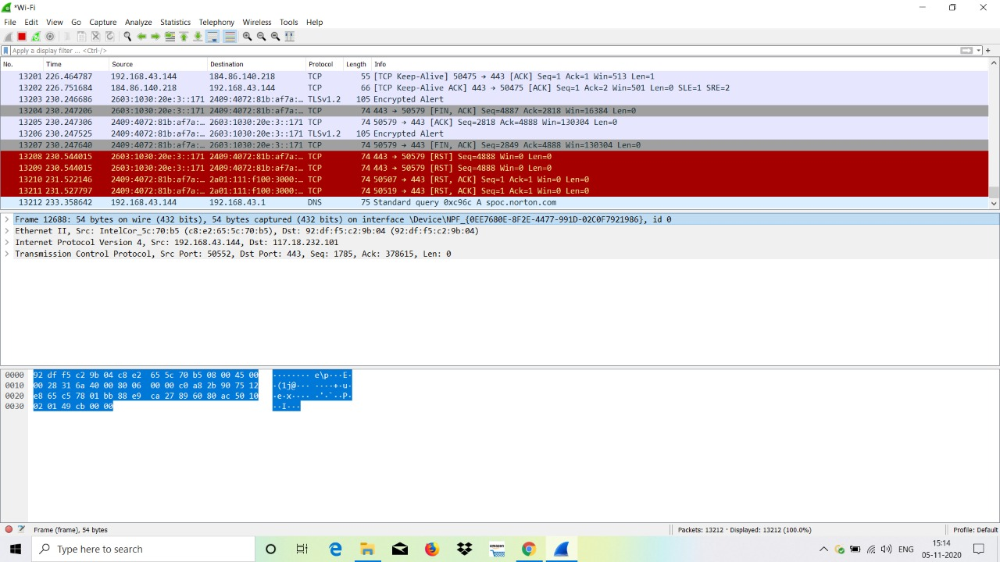 *Wi-Fi
File Edit View Go Capture Analyze Statistics Telephony Wireless Tools Help
Apply a display filter ... <Ctrl-/>
No. Time Source Destination Protocol Length Info
13201 226.464787 192.168.43.144 184.86.140.218 TCP 55 [TCP Keep-Alive] 50475 → 443 [ACK] Seq=1 Ack=1 Win=513 Len=1
13202 226.751684 184.86.140.218 192.168.43.144 TCP 66 [TCP Keep-Alive ACK] 443 → 50475 [ACK] Seq=1 Ack=2 Win=501 Len=0 SLE=1 SRE=2
13203 230.246686 2603:1030:20e:3::171 2409:4072:81b:af7a:… TLSv1.2 105 Encrypted Alert
13204 230.247206 2603:1030:20e:3::171 2409:4072:81b:af7a:… TCP 74 443 → 50579 [FIN, ACK] Seq=4887 Ack=2818 Win=16384 Len=0
13205 230.247306 2409:4072:81b:af7a:… 2603:1030:20e:3::171 TCP 74 50579 → 443 [ACK] Seq=2818 Ack=4888 Win=130304 Len=0
13206 230.247525 2409:4072:81b:af7a:… 2603:1030:20e:3::171 TLSv1.2 105 Encrypted Alert
13207 230.247640 2409:4072:81b:af7a:… 2603:1030:20e:3::171 TCP 74 50579 → 443 [FIN, ACK] Seq=2849 Ack=4888 Win=130304 Len=0
13208 230.544015 2603:1030:20e:3::171 2409:4072:81b:af7a:… TCP 74 443 → 50579 [RST] Seq=4888 Win=0 Len=0
13209 230.544015 2603:1030:20e:3::171 2409:4072:81b:af7a:… TCP 74 443 → 50579 [RST] Seq=4888 Win=0 Len=0
13210 231.522146 2409:4072:81b:af7a:… 2a01:111:f100:3000:… TCP 74 50507 → 443 [RST, ACK] Seq=1 Ack=1 Win=0 Len=0
13211 231.527797 2409:4072:81b:af7a:… 2a01:111:f100:3000:… TCP 74 50519 → 443 [RST, ACK] Seq=1 Ack=1 Win=0 Len=0
13212 233.358642 192.168.43.144 192.168.43.1 DNS 75 Standard query 0xc96c A spoc.norton.com
Frame 12688: 54 bytes on wire (432 bits), 54 bytes captured (432 bits) on interface \Device\NPF_{0EE7680E-8F2E-4477-991D-02C0F7921986}, id 0
Ethernet II, Src: IntelCor_5c:70:b5 (c8:e2:65:5c:70:b5), Dst: 92:df:f5:c2:9b:04 (92:df:f5:c2:9b:04)
Internet Protocol Version 4, Src: 192.168.43.144, Dst: 117.18.232.101
Transmission Control Protocol, Src Port: 50552, Dst Port: 443, Seq: 1785, Ack: 378615, Len: 0
0000 92 df f5 c2 9b 04 c8 e2 65 5c 70 b5 08 00 45 00 ········ e\p···E·
0010 00 28 31 6a 40 00 80 06 00 00 c0 a8 2b 90 75 12 ·(1j@··· ····+·u·
0020 e8 65 c5 78 01 bb 88 e9 ca 27 89 60 80 ac 50 10 ·e·x···· ·'·`··P·
0030 02 01 49 cb 00 00 ··I···
Frame (frame), 54 bytes Packets: 13212 · Displayed: 13212 (100.0%) Profile: Default
Type here to search
amazon
ENG
15:14
05-11-2020